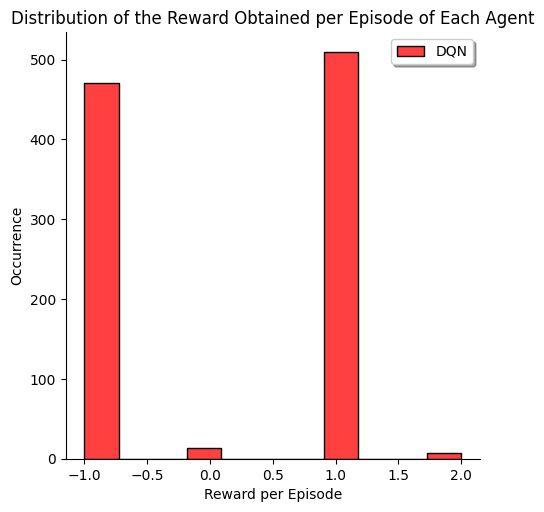 Distribution of the Reward Obtained per Episode of Each Agent
DQN
500
400
300
200
100
0
Occurrence
−1.0 −0.5 0.0 0.5 1.0 1.5 2.0
Reward per Episode